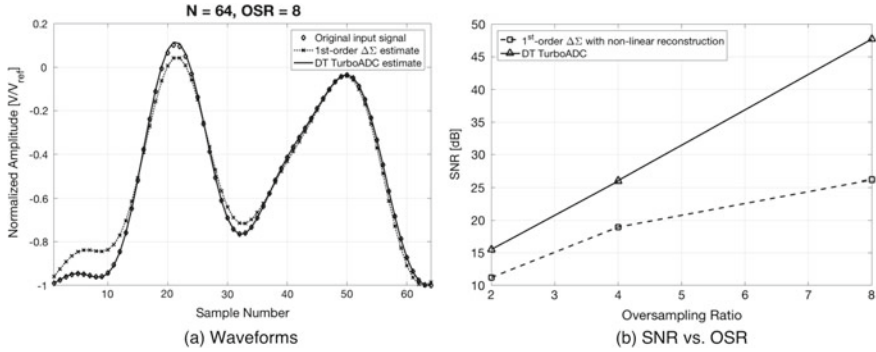 N = 64, OSR = 8
0.2
0
-0.2
-0.4
-0.6
-0.8
-1
Normalized Amplitude [V/V_ref]
◊ Original input signal
1st-order ΔΣ estimate
DT TurboADC estimate
10
20
30
40
50
60
Sample Number
(a) Waveforms
50
45
40
35
30
25
20
15
10
SNR [dB]
1^st-order ΔΣ with non-linear reconstruction
DT TurboADC
2
3
4
5
6
7
8
Oversampling Ratio
(b) SNR vs. OSR